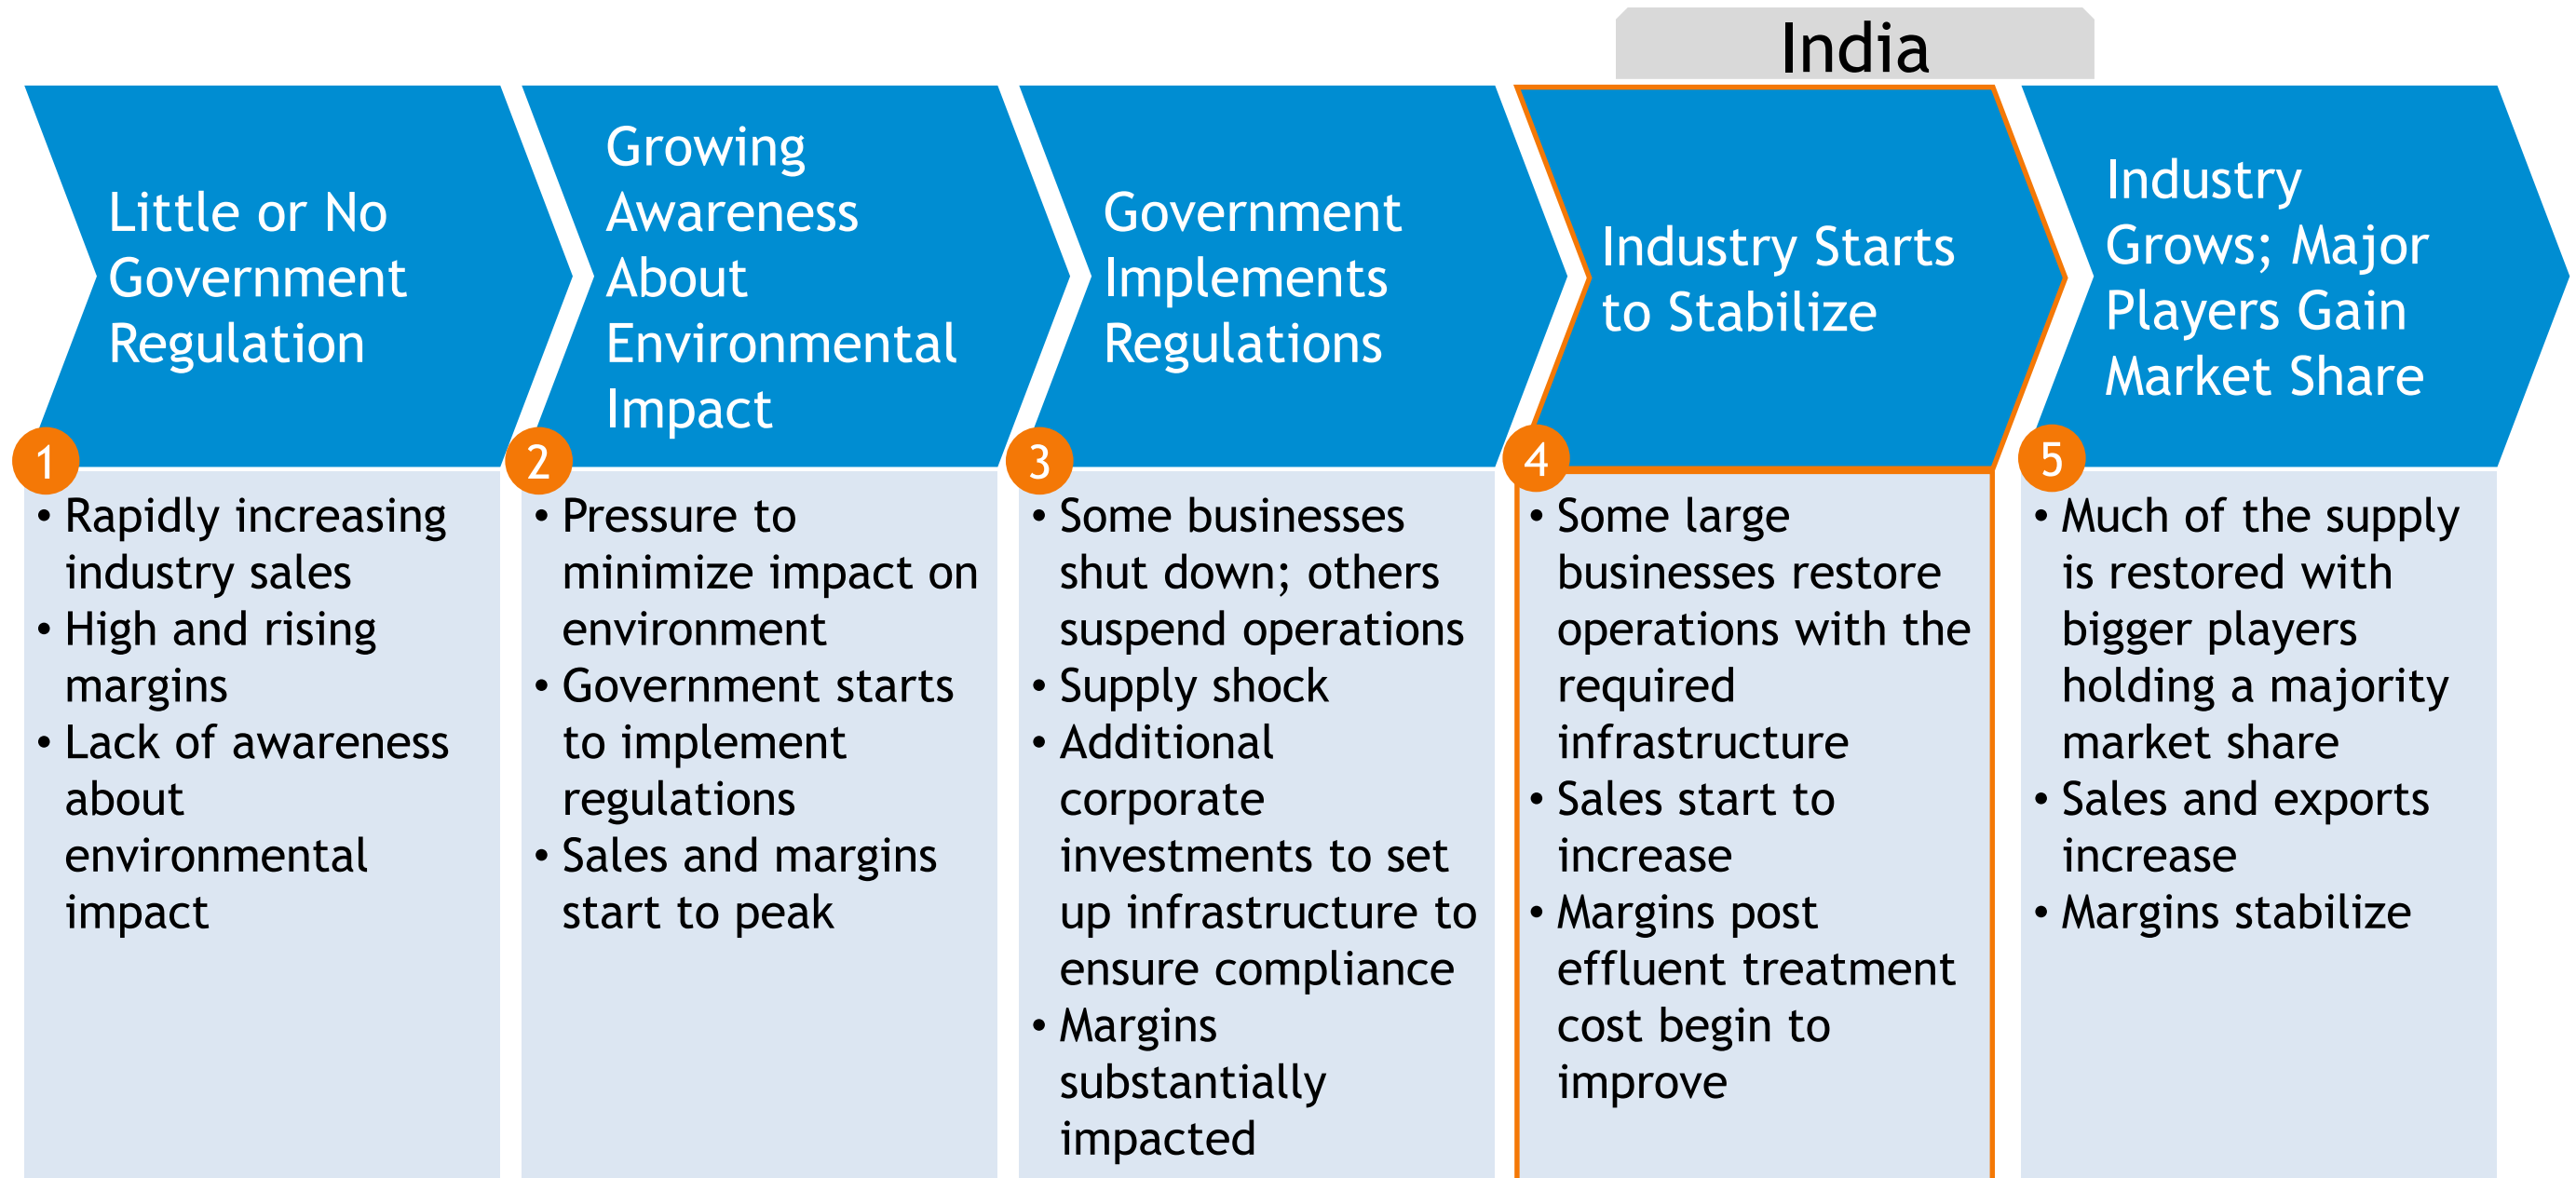 India
Little or No
Government
Regulation
Growing
Awareness
About
Environmental
Impact
Government
Implements
Regulations
Industry Starts
to Stabilize
Industry
Grows; Major
Players Gain
Market Share
1
• Rapidly increasing
industry sales
• High and rising
margins
• Lack of awareness
about
environmental
impact
2
• Pressure to
minimize impact on
environment
• Government starts
to implement
regulations
• Sales and margins
start to peak
3
• Some businesses
shut down; others
suspend operations
• Supply shock
• Additional
corporate
investments to set
up infrastructure to
ensure compliance
• Margins
substantially
impacted
4
• Some large
businesses restore
operations with the
required
infrastructure
• Sales start to
increase
• Margins post
effluent treatment
cost begin to
improve
5
• Much of the supply
is restored with
bigger players
holding a majority
market share
• Sales and exports
increase
• Margins stabilize